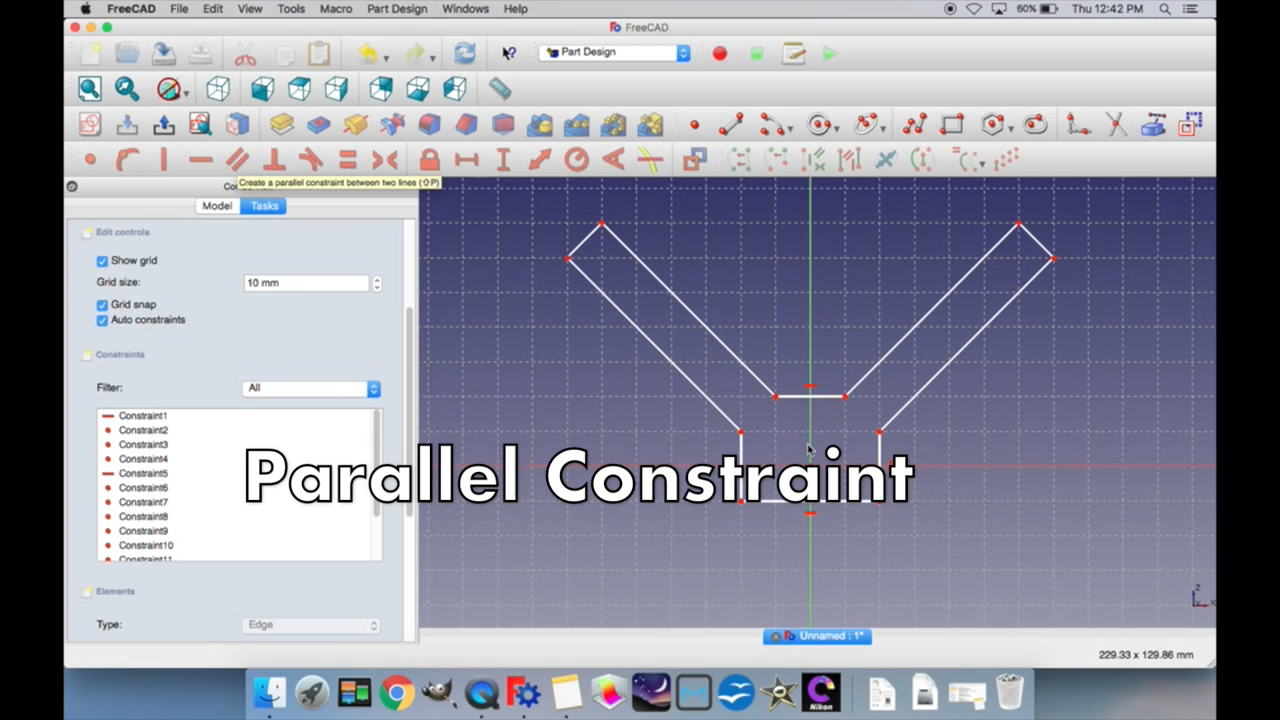 FreeCAD File Edit View Tools Macro Part Design Windows Help 60% Thu 12:42 PM
FreeCAD
Part Design
Create a parallel constraint between two lines (⇧P)
Model Tasks
Edit controls
Show grid
Grid size: 10 mm
Grid snap
Auto constraints
Constraints
Filter: All
Constraint1
Constraint2
Constraint3
Constraint4
Constraint5
Constraint6
Constraint7
Constraint8
Constraint9
Constraint10
Constraint11
Parallel Constraint
Elements
Type: Edge
Unnamed : 1*
229.33 x 129.86 mm
Nikon